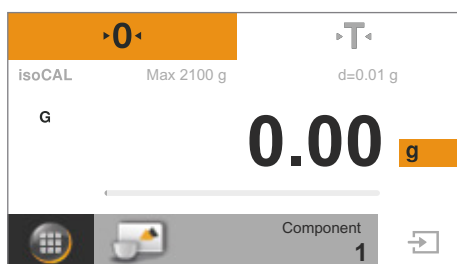 0 T
isoCAL Max 2100 g d=0.01 g
G
0.00 g
Component
1